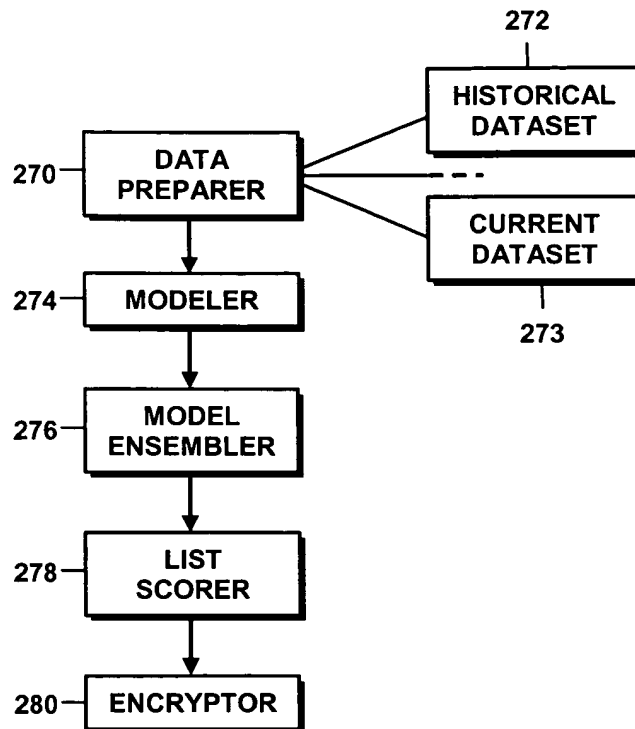 272
HISTORICAL
DATASET
270
DATA
PREPARER
CURRENT
DATASET
273
274
MODELER
276
MODEL
ENSEMBLER
278
LIST
SCORER
280
ENCRYPTOR